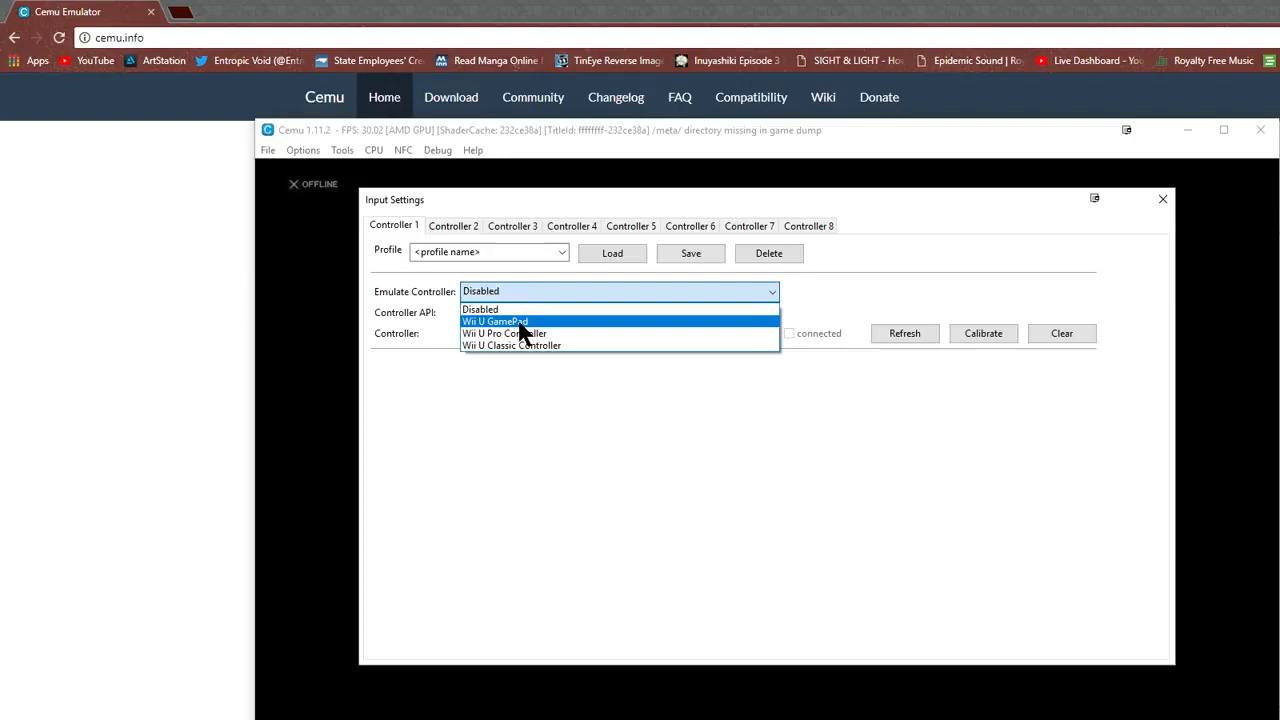 Cemu Emulator
cemu.info
Apps YouTube ArtStation Entropic Void (@Entr State Employees' Cre Read Manga Online F TinEye Reverse Imag Inuyashiki Episode 3 SIGHT & LIGHT - Ho Epidemic Sound | Ro Live Dashboard - You Royalty Free Music
Cemu Home Download Community Changelog FAQ Compatibility Wiki Donate
Cemu 1.11.2 - FPS: 30.02 [AMD GPU] [ShaderCache: 232ce38a] [TitleId: ffffffff-232ce38a] /meta/ directory missing in game dump
File Options Tools CPU NFC Debug Help
OFFLINE
Input Settings
Controller 1 Controller 2 Controller 3 Controller 4 Controller 5 Controller 6 Controller 7 Controller 8
Profile <profile name> Load Save Delete
Emulate Controller: Disabled
Disabled
Controller API:
Wii U GamePad
Controller: Wii U Pro Controller connected Refresh Calibrate Clear
Wii U Classic Controller